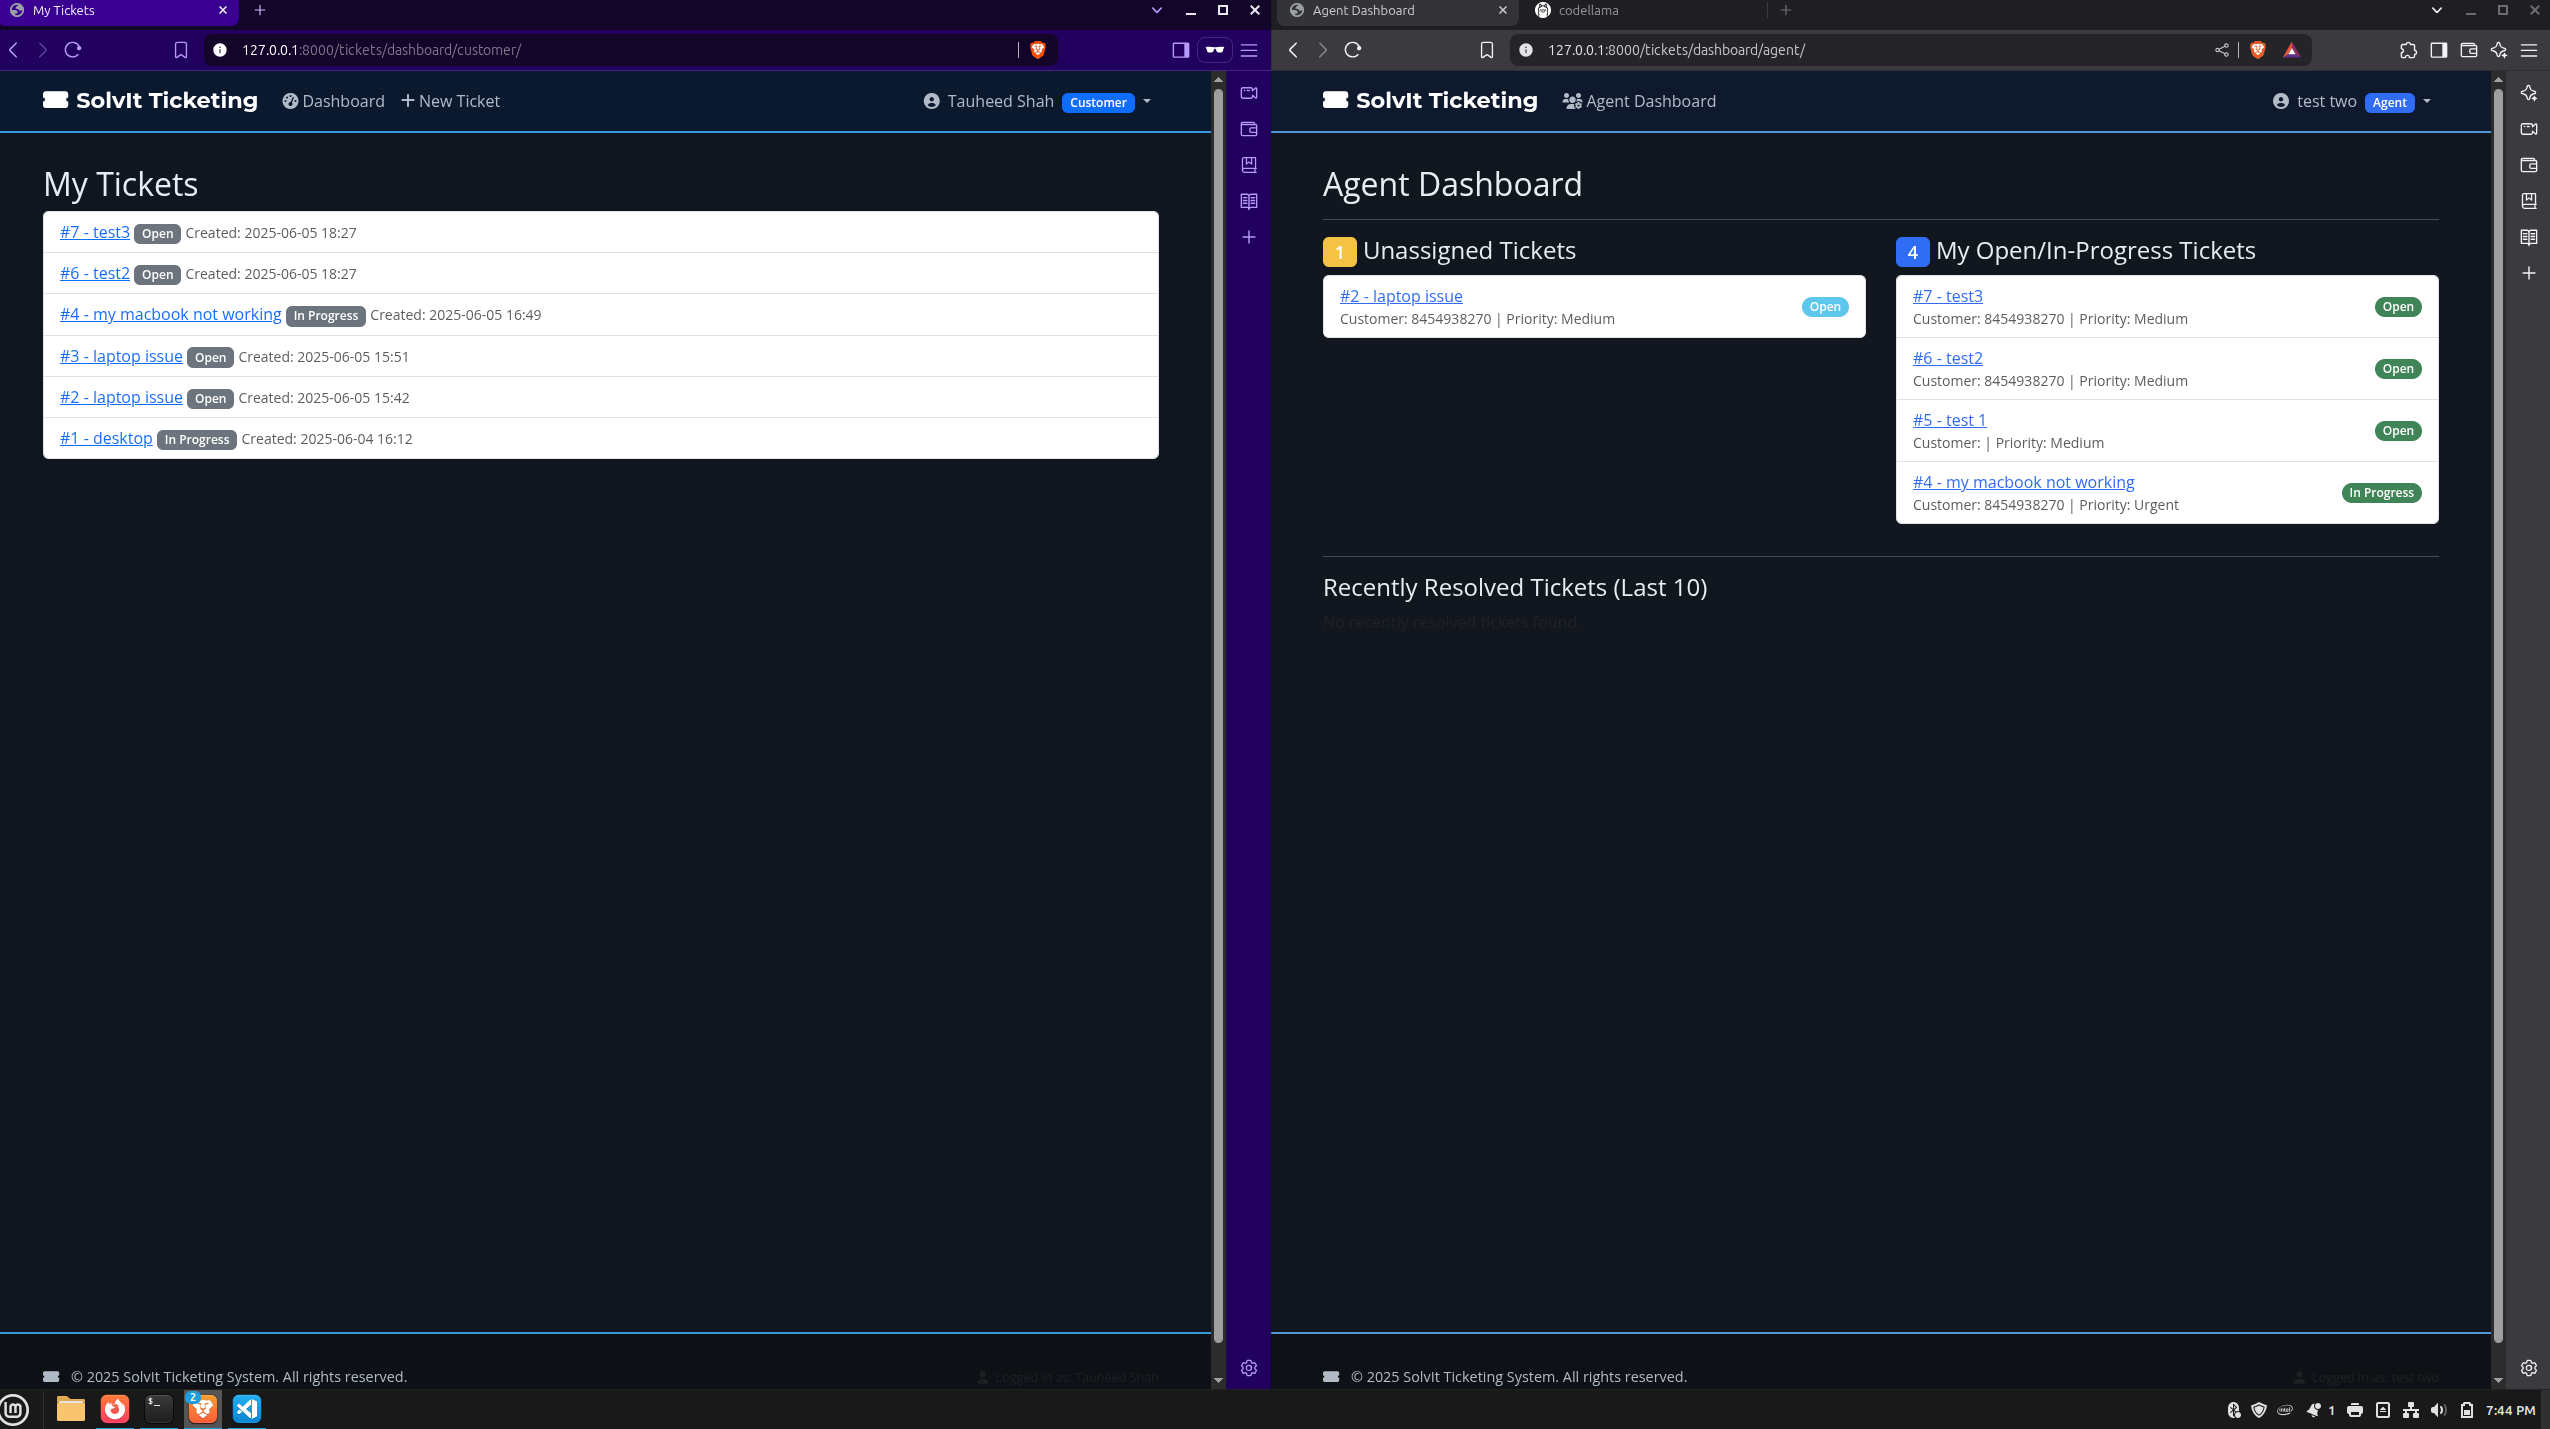 My Tickets
127.0.0.1:8000/tickets/dashboard/customer/
SolvIt Ticketing Dashboard New Ticket Tauheed Shah Customer
My Tickets
#7 - test3 Open Created: 2025-06-05 18:27
#6 - test2 Open Created: 2025-06-05 18:27
#4 - my macbook not working In Progress Created: 2025-06-05 16:49
#3 - laptop issue Open Created: 2025-06-05 15:51
#2 - laptop issue Open Created: 2025-06-05 15:42
#1 - desktop In Progress Created: 2025-06-04 16:12
© 2025 SolvIt Ticketing System. All rights reserved. Logged in as: Tauheed Shah
Agent Dashboard codellama
127.0.0.1:8000/tickets/dashboard/agent/
SolvIt Ticketing Agent Dashboard test two Agent
Agent Dashboard
1 Unassigned Tickets
#2 - laptop issue Open
Customer: 8454938270 | Priority: Medium
4 My Open/In-Progress Tickets
#7 - test3 Open
Customer: 8454938270 | Priority: Medium
#6 - test2 Open
Customer: 8454938270 | Priority: Medium
#5 - test 1 Open
Customer: | Priority: Medium
#4 - my macbook not working In Progress
Customer: 8454938270 | Priority: Urgent
Recently Resolved Tickets (Last 10)
No recently resolved tickets found.
© 2025 SolvIt Ticketing System. All rights reserved. Logged in as: test two
2 1 7:44 PM